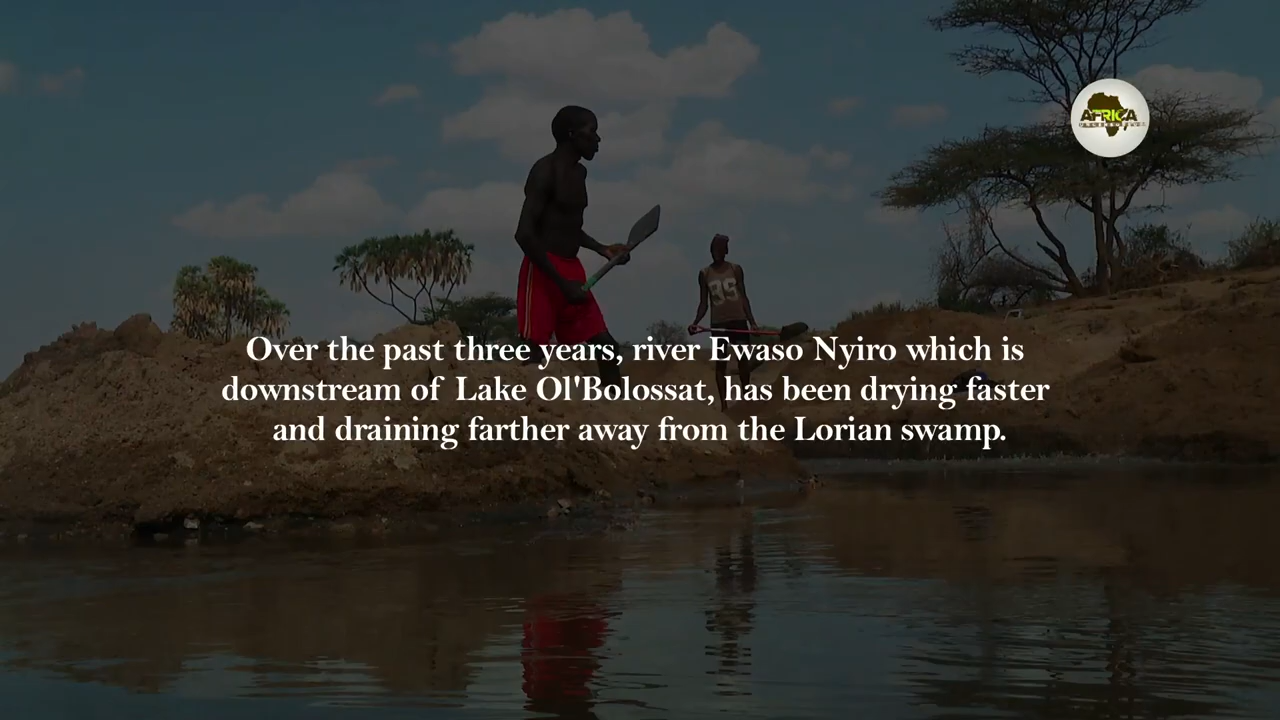 AFRICA
35
Over the past three years, river Ewaso Nyiro which is
downstream of Lake Ol'Bolossat, has been drying faster
and draining farther away from the Lorian swamp.